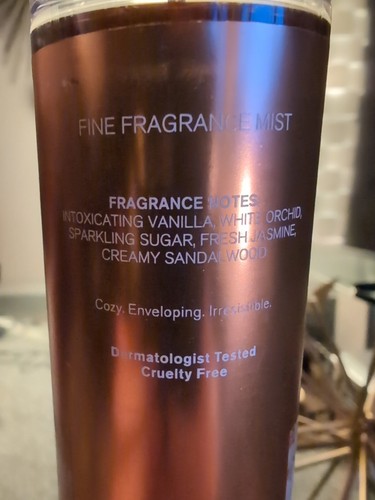 FINE FRAGRANCE MIST
FRAGRANCE NOTES
INTOXICATING VANILLA, WHITE ORCHID,
SPARKLING SUGAR, FRESH JASMINE,
CREAMY SANDALWOOD
Cozy. Enveloping. Irresistible.
Dermatologist Tested
Cruelty Free